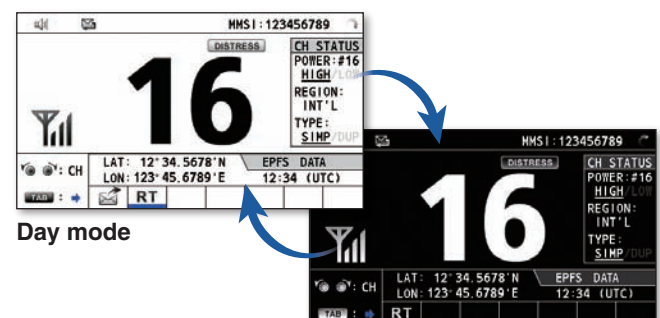 MMSI:123456789
DISTRESS
CH STATUS
16
POWER:#16
HIGH/LOW
REGION:
INT'L
TYPE:
SIMP/DUP
: CH
LAT: 12°34.5678'N
EPFS DATA
LON:123°45.6789'E
12:34 (UTC)
TAB :
RT
Day mode
MMSI:123456789
DISTRESS
CH STATUS
16
POWER:#16
HIGH/LOW
REGION:
INT'L
TYPE:
SIMP/DUP
: CH
LAT: 12°34.5678'N
EPFS DATA
LON:123°45.6789'E
12:34 (UTC)
TAB :
RT